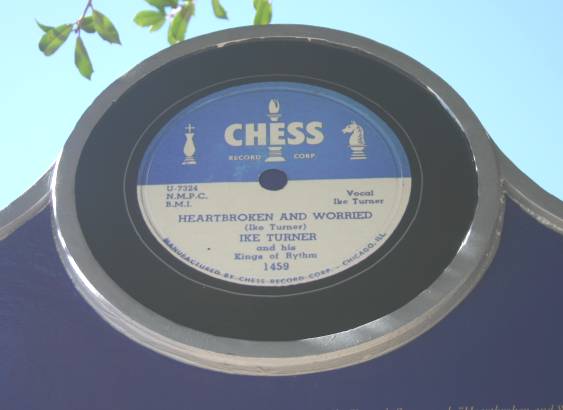 CHESS
RECORD CORP.
U-7324
N.M.P.C.
B.M.I.
Vocal
Ike Turner
HEARTBROKEN AND WORRIED
(Ike Turner)
IKE TURNER
and his
Kings of Rythm
1459
MANUFACTURED BY CHESS RECORD CORP. - CHICAGO, ILL